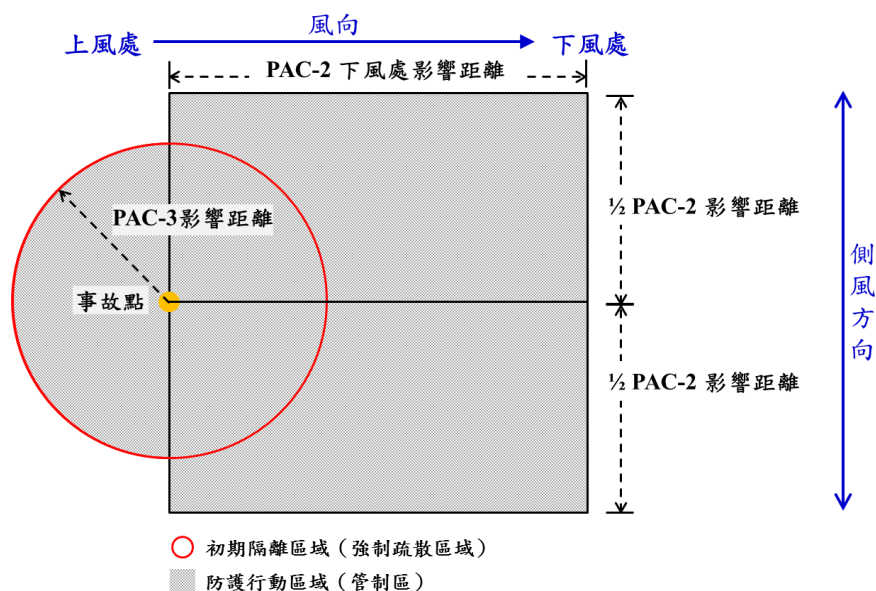 風向
上風處
下風處
PAC-2 下風處影響距離
½ PAC-2 影響距離
PAC-3影響距離
側風方向
事故點
½ PAC-2 影響距離
初期隔離區域（強制疏散區域）
防護行動區域（管制區）